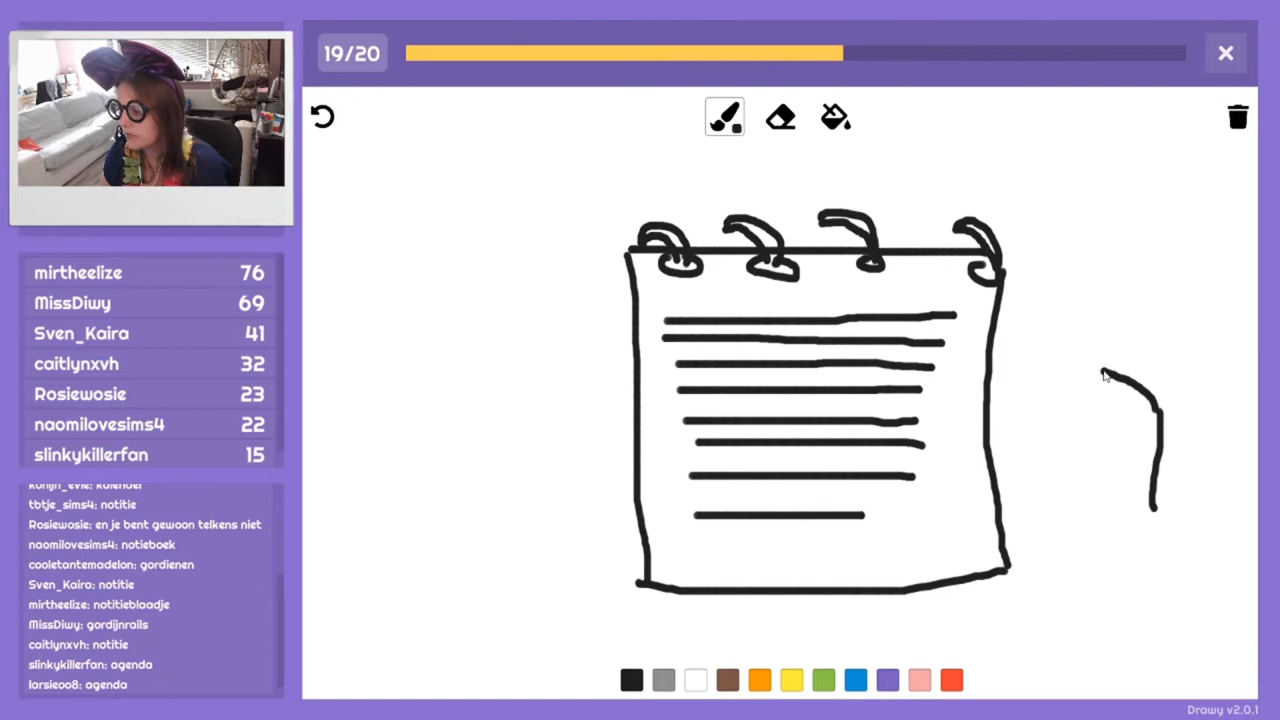 19/20
mirtheelize 76
MissDiwy 69
Sven_Kaira 41
caitlynxvh 32
Rosiewosie 23
naomilovesims4 22
slinkykillerfan 15
konijn_evie: kalender
tbtje_sims4: notitie
Rosiewosie: en je bent gewoon telkens niet
naomilovesims4: notieboek
cooletantemadelon: gordienen
Sven_Kaira: notitie
mirtheelize: notitieblaadje
MissDiwy: gordijnrails
caitlynxvh: notitie
slinkykillerfan: agenda
larsieoo8: agenda
Drawy v2.0.1